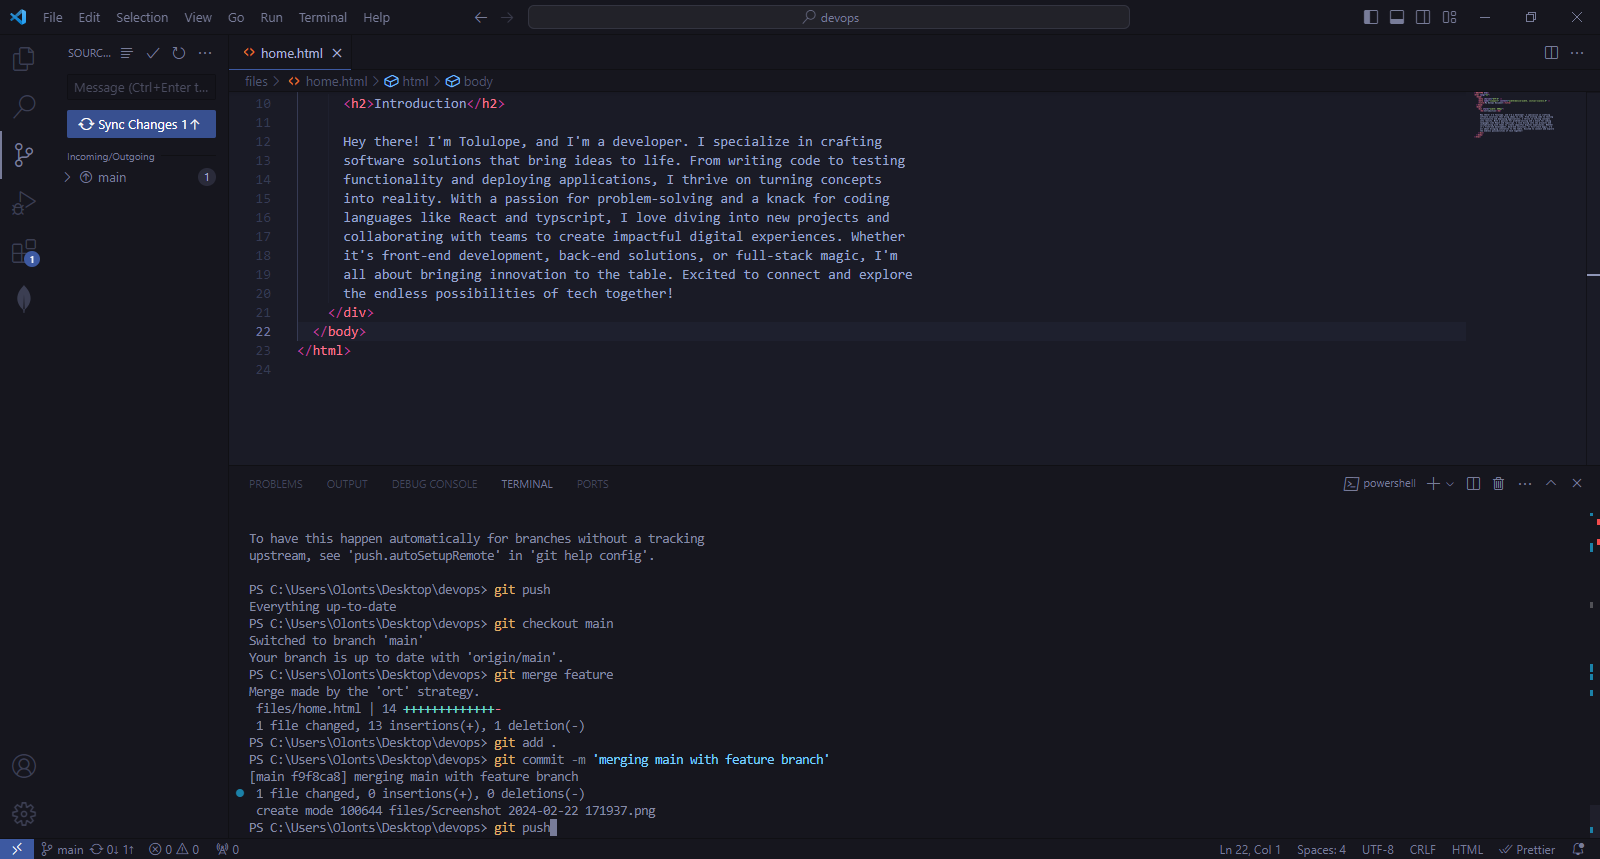 File Edit Selection View Go Run Terminal Help
devops
SOURC...
home.html
files > home.html > html > body
Message (Ctrl+Enter t...
Sync Changes 1↑
Incoming/Outgoing
main 1
1
10 <h2>Introduction</h2>
11
12 Hey there! I'm Tolulope, and I'm a developer. I specialize in crafting
13 software solutions that bring ideas to life. From writing code to testing
14 functionality and deploying applications, I thrive on turning concepts
15 into reality. With a passion for problem-solving and a knack for coding
16 languages like React and typscript, I love diving into new projects and
17 collaborating with teams to create impactful digital experiences. Whether
18 it's front-end development, back-end solutions, or full-stack magic, I'm
19 all about bringing innovation to the table. Excited to connect and explore
20 the endless possibilities of tech together!
21 </div>
22 </body>
23 </html>
24
PROBLEMS OUTPUT DEBUG CONSOLE TERMINAL PORTS
powershell
To have this happen automatically for branches without a tracking
upstream, see 'push.autoSetupRemote' in 'git help config'.
PS C:\Users\Olonts\Desktop\devops> git push
Everything up-to-date
PS C:\Users\Olonts\Desktop\devops> git checkout main
Switched to branch 'main'
Your branch is up to date with 'origin/main'.
PS C:\Users\Olonts\Desktop\devops> git merge feature
Merge made by the 'ort' strategy.
files/home.html | 14 +++++++++++++-
1 file changed, 13 insertions(+), 1 deletion(-)
PS C:\Users\Olonts\Desktop\devops> git add .
PS C:\Users\Olonts\Desktop\devops> git commit -m 'merging main with feature branch'
[main f9f8ca8] merging main with feature branch
1 file changed, 0 insertions(+), 0 deletions(-)
create mode 100644 files/Screenshot 2024-02-22 171937.png
PS C:\Users\Olonts\Desktop\devops> git push
main 0↓ 1↑ 0 0 0
Ln 22, Col 1 Spaces: 4 UTF-8 CRLF HTML Prettier